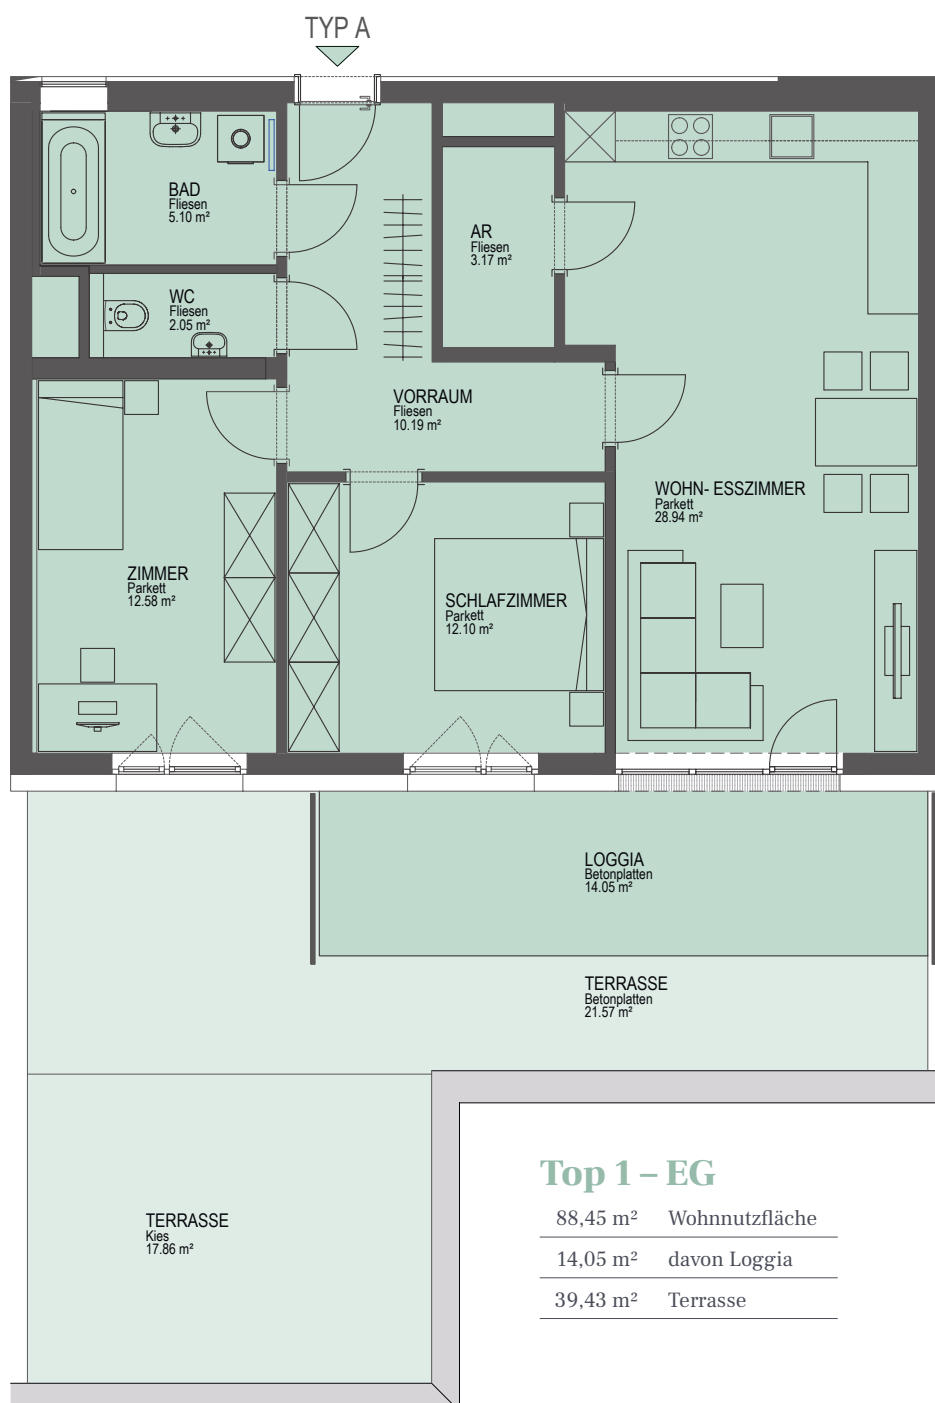 TYP A
BAD
Fliesen
5.10 m²
AR
Fliesen
3.17 m²
WC
Fliesen
2.05 m²
VORRAUM
Fliesen
10.19 m²
WOHN- ESSZIMMER
Parkett
28.94 m²
ZIMMER
Parkett
12.58 m²
SCHLAFZIMMER
Parkett
12.10 m²
LOGGIA
Betonplatten
14.05 m²
TERRASSE
Betonplatten
21.57 m²
TERRASSE
Kies
17.86 m²
Top 1 – EG
88,45 m² Wohnnutzfläche
14,05 m² davon Loggia
39,43 m² Terrasse